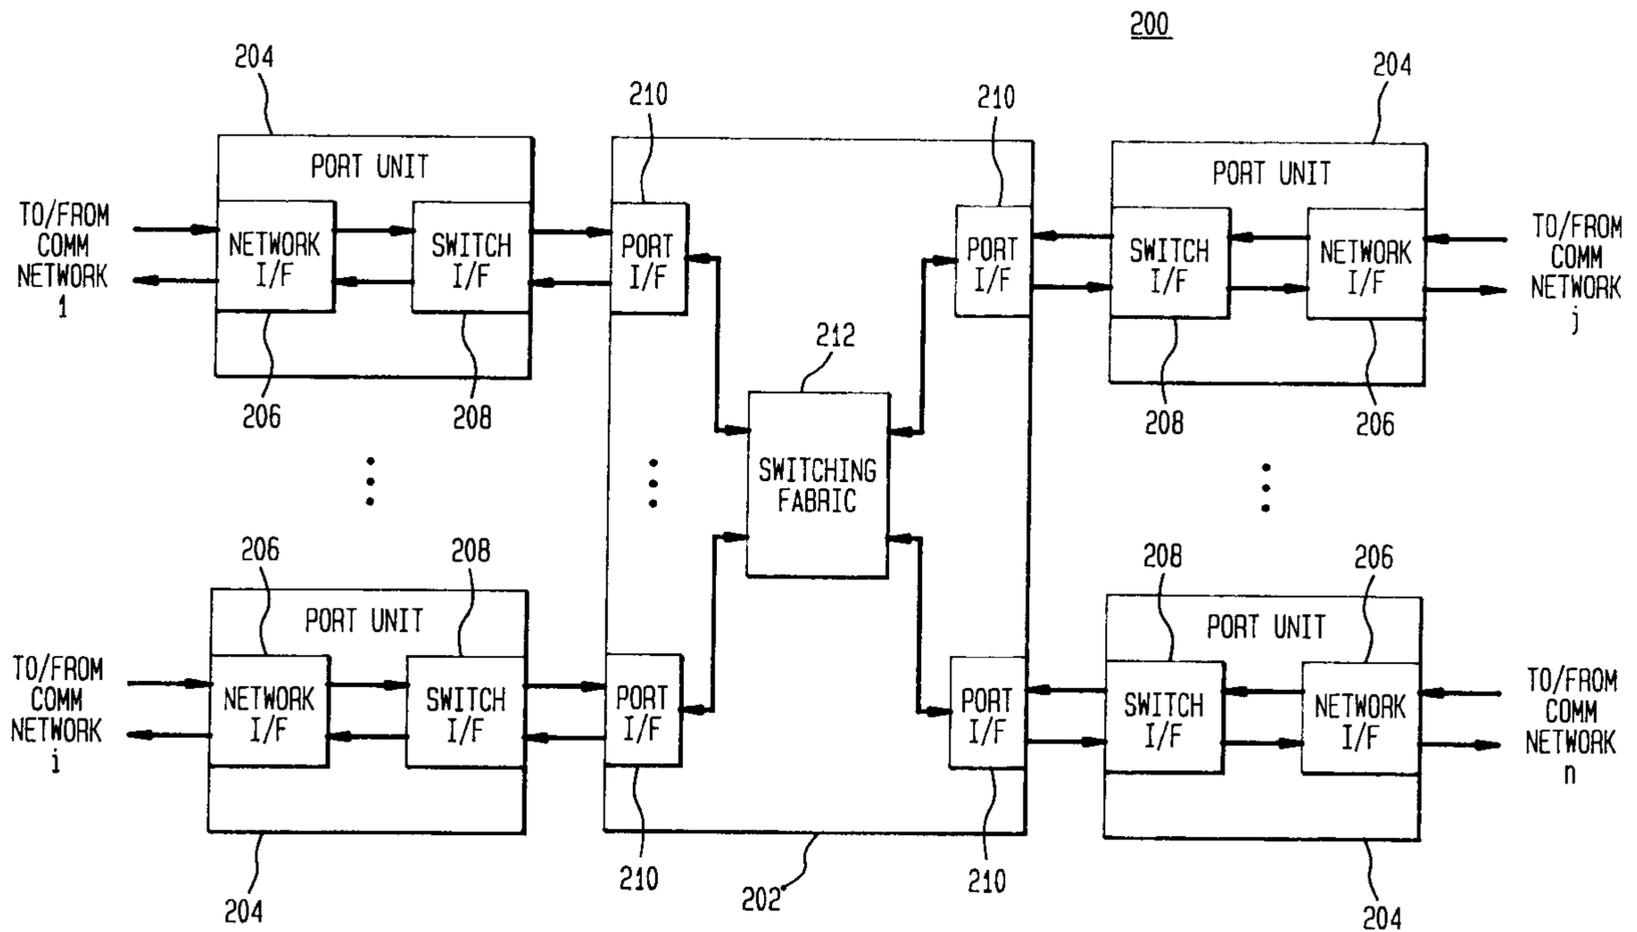 200
204
210
210
204
PORT UNIT
PORT UNIT
TO/FROM
COMM
NETWORK
1
NETWORK
I/F
SWITCH
I/F
PORT
I/F
PORT
I/F
SWITCH
I/F
NETWORK
I/F
TO/FROM
COMM
NETWORK
j
212
206
208
208
206
SWITCHING
FABRIC
206
208
208
206
PORT UNIT
PORT UNIT
TO/FROM
COMM
NETWORK
i
NETWORK
I/F
SWITCH
I/F
PORT
I/F
PORT
I/F
SWITCH
I/F
NETWORK
I/F
TO/FROM
COMM
NETWORK
n
204
210
202
210
204